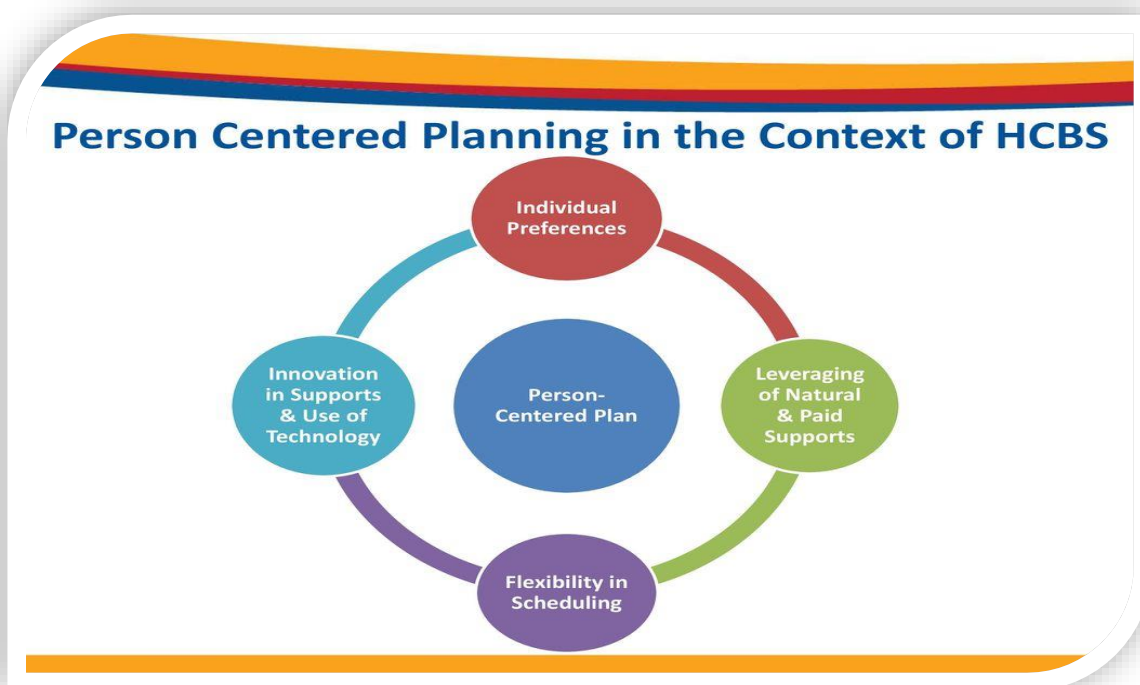 Person Centered Planning in the Context of HCBS
Individual
Preferences
Innovation
in Supports
& Use of
Technology
Person-
Centered Plan
Leveraging
of Natural
& Paid
Supports
Flexibility in
Scheduling